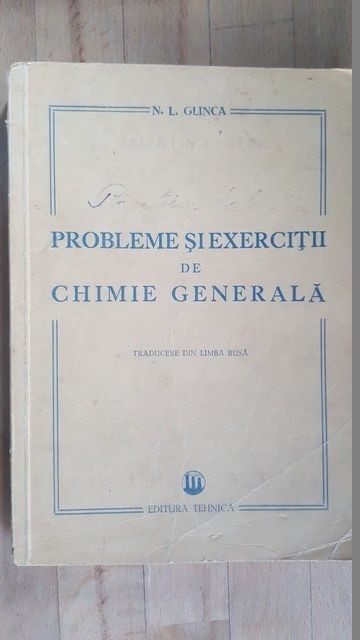 N. L. GLINCA
PROBLEME ŞI EXERCIŢII
DE
CHIMIE GENERALĂ
TRADUCERE DIN LIMBA RUSĂ
EDITURA TEHNICĂ